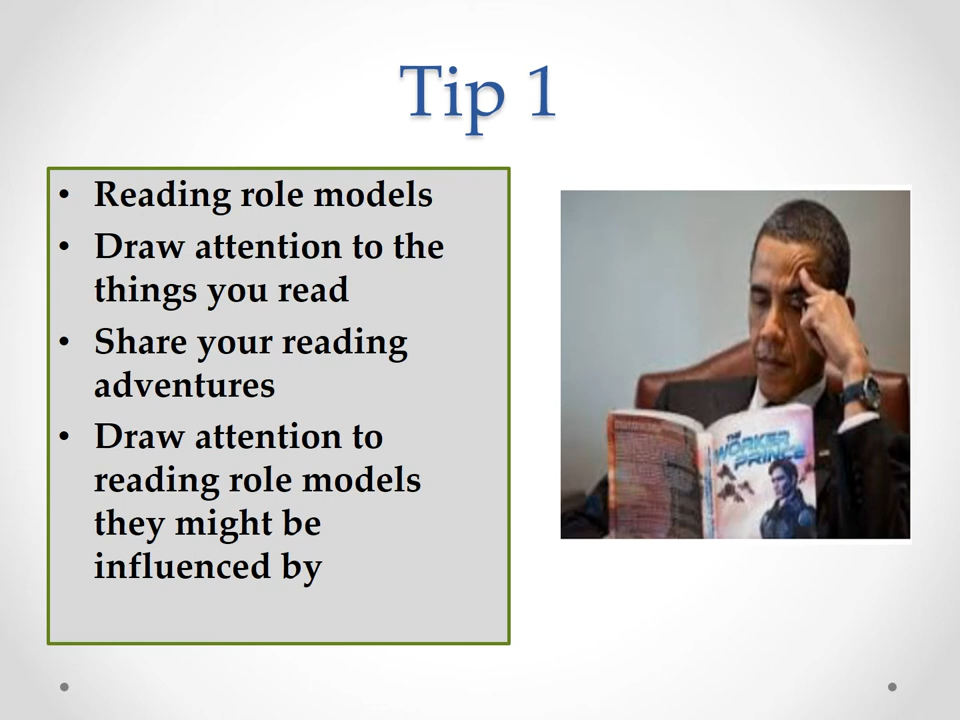 Tip 1
• Reading role models
• Draw attention to the
things you read
• Share your reading
adventures
• Draw attention to
reading role models
they might be
influenced by
THE
WORKER
PRINCE